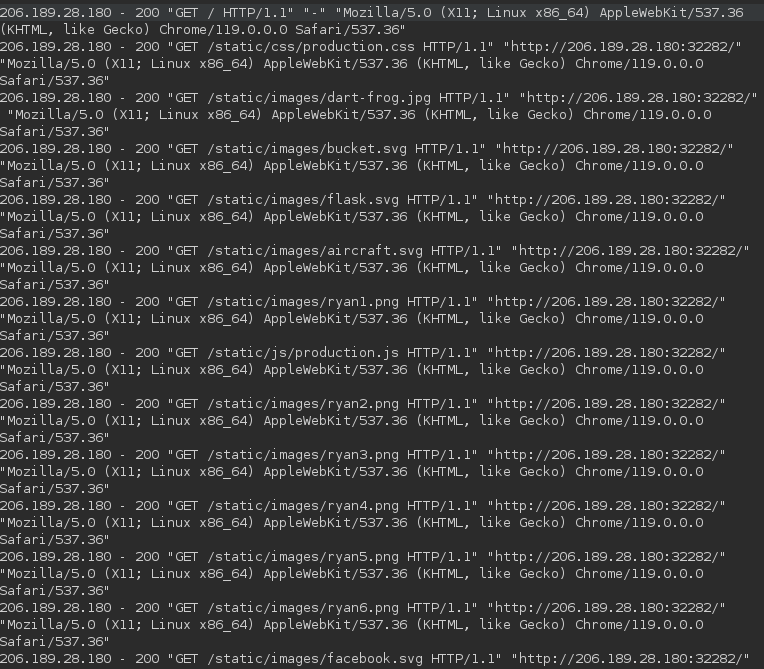 206.189.28.180 - 200 "GET / HTTP/1.1" "-" "Mozilla/5.0 (X11; Linux x86_64) AppleWebKit/537.36
(KHTML, like Gecko) Chrome/119.0.0.0 Safari/537.36"
206.189.28.180 - 200 "GET /static/css/production.css HTTP/1.1" "http://206.189.28.180:32282/"
"Mozilla/5.0 (X11; Linux x86_64) AppleWebKit/537.36 (KHTML, like Gecko) Chrome/119.0.0.0
Safari/537.36"
206.189.28.180 - 200 "GET /static/images/dart-frog.jpg HTTP/1.1" "http://206.189.28.180:32282/"
"Mozilla/5.0 (X11; Linux x86_64) AppleWebKit/537.36 (KHTML, like Gecko) Chrome/119.0.0.0
Safari/537.36"
206.189.28.180 - 200 "GET /static/images/bucket.svg HTTP/1.1" "http://206.189.28.180:32282/"
"Mozilla/5.0 (X11; Linux x86_64) AppleWebKit/537.36 (KHTML, like Gecko) Chrome/119.0.0.0
Safari/537.36"
206.189.28.180 - 200 "GET /static/images/flask.svg HTTP/1.1" "http://206.189.28.180:32282/"
"Mozilla/5.0 (X11; Linux x86_64) AppleWebKit/537.36 (KHTML, like Gecko) Chrome/119.0.0.0
Safari/537.36"
206.189.28.180 - 200 "GET /static/images/aircraft.svg HTTP/1.1" "http://206.189.28.180:32282/"
"Mozilla/5.0 (X11; Linux x86_64) AppleWebKit/537.36 (KHTML, like Gecko) Chrome/119.0.0.0
Safari/537.36"
206.189.28.180 - 200 "GET /static/images/ryan1.png HTTP/1.1" "http://206.189.28.180:32282/"
"Mozilla/5.0 (X11; Linux x86_64) AppleWebKit/537.36 (KHTML, like Gecko) Chrome/119.0.0.0
Safari/537.36"
206.189.28.180 - 200 "GET /static/js/production.js HTTP/1.1" "http://206.189.28.180:32282/"
"Mozilla/5.0 (X11; Linux x86_64) AppleWebKit/537.36 (KHTML, like Gecko) Chrome/119.0.0.0
Safari/537.36"
206.189.28.180 - 200 "GET /static/images/ryan2.png HTTP/1.1" "http://206.189.28.180:32282/"
"Mozilla/5.0 (X11; Linux x86_64) AppleWebKit/537.36 (KHTML, like Gecko) Chrome/119.0.0.0
Safari/537.36"
206.189.28.180 - 200 "GET /static/images/ryan3.png HTTP/1.1" "http://206.189.28.180:32282/"
"Mozilla/5.0 (X11; Linux x86_64) AppleWebKit/537.36 (KHTML, like Gecko) Chrome/119.0.0.0
Safari/537.36"
206.189.28.180 - 200 "GET /static/images/ryan4.png HTTP/1.1" "http://206.189.28.180:32282/"
"Mozilla/5.0 (X11; Linux x86_64) AppleWebKit/537.36 (KHTML, like Gecko) Chrome/119.0.0.0
Safari/537.36"
206.189.28.180 - 200 "GET /static/images/ryan5.png HTTP/1.1" "http://206.189.28.180:32282/"
"Mozilla/5.0 (X11; Linux x86_64) AppleWebKit/537.36 (KHTML, like Gecko) Chrome/119.0.0.0
Safari/537.36"
206.189.28.180 - 200 "GET /static/images/ryan6.png HTTP/1.1" "http://206.189.28.180:32282/"
"Mozilla/5.0 (X11; Linux x86_64) AppleWebKit/537.36 (KHTML, like Gecko) Chrome/119.0.0.0
Safari/537.36"
206.189.28.180 - 200 "GET /static/images/facebook.svg HTTP/1.1" "http://206.189.28.180:32282/"